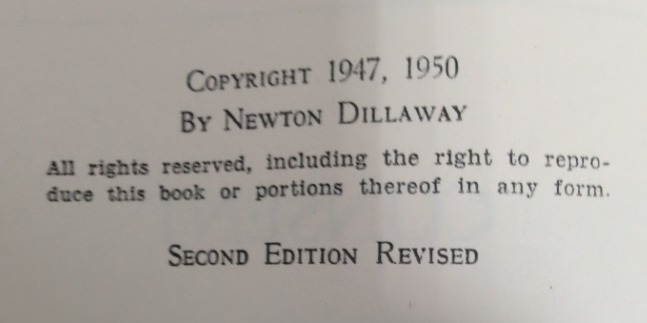 Copyright 1947, 1950
By Newton Dillaway
All rights reserved, including the right to repro-
duce this book or portions thereof in any form.
Second Edition Revised